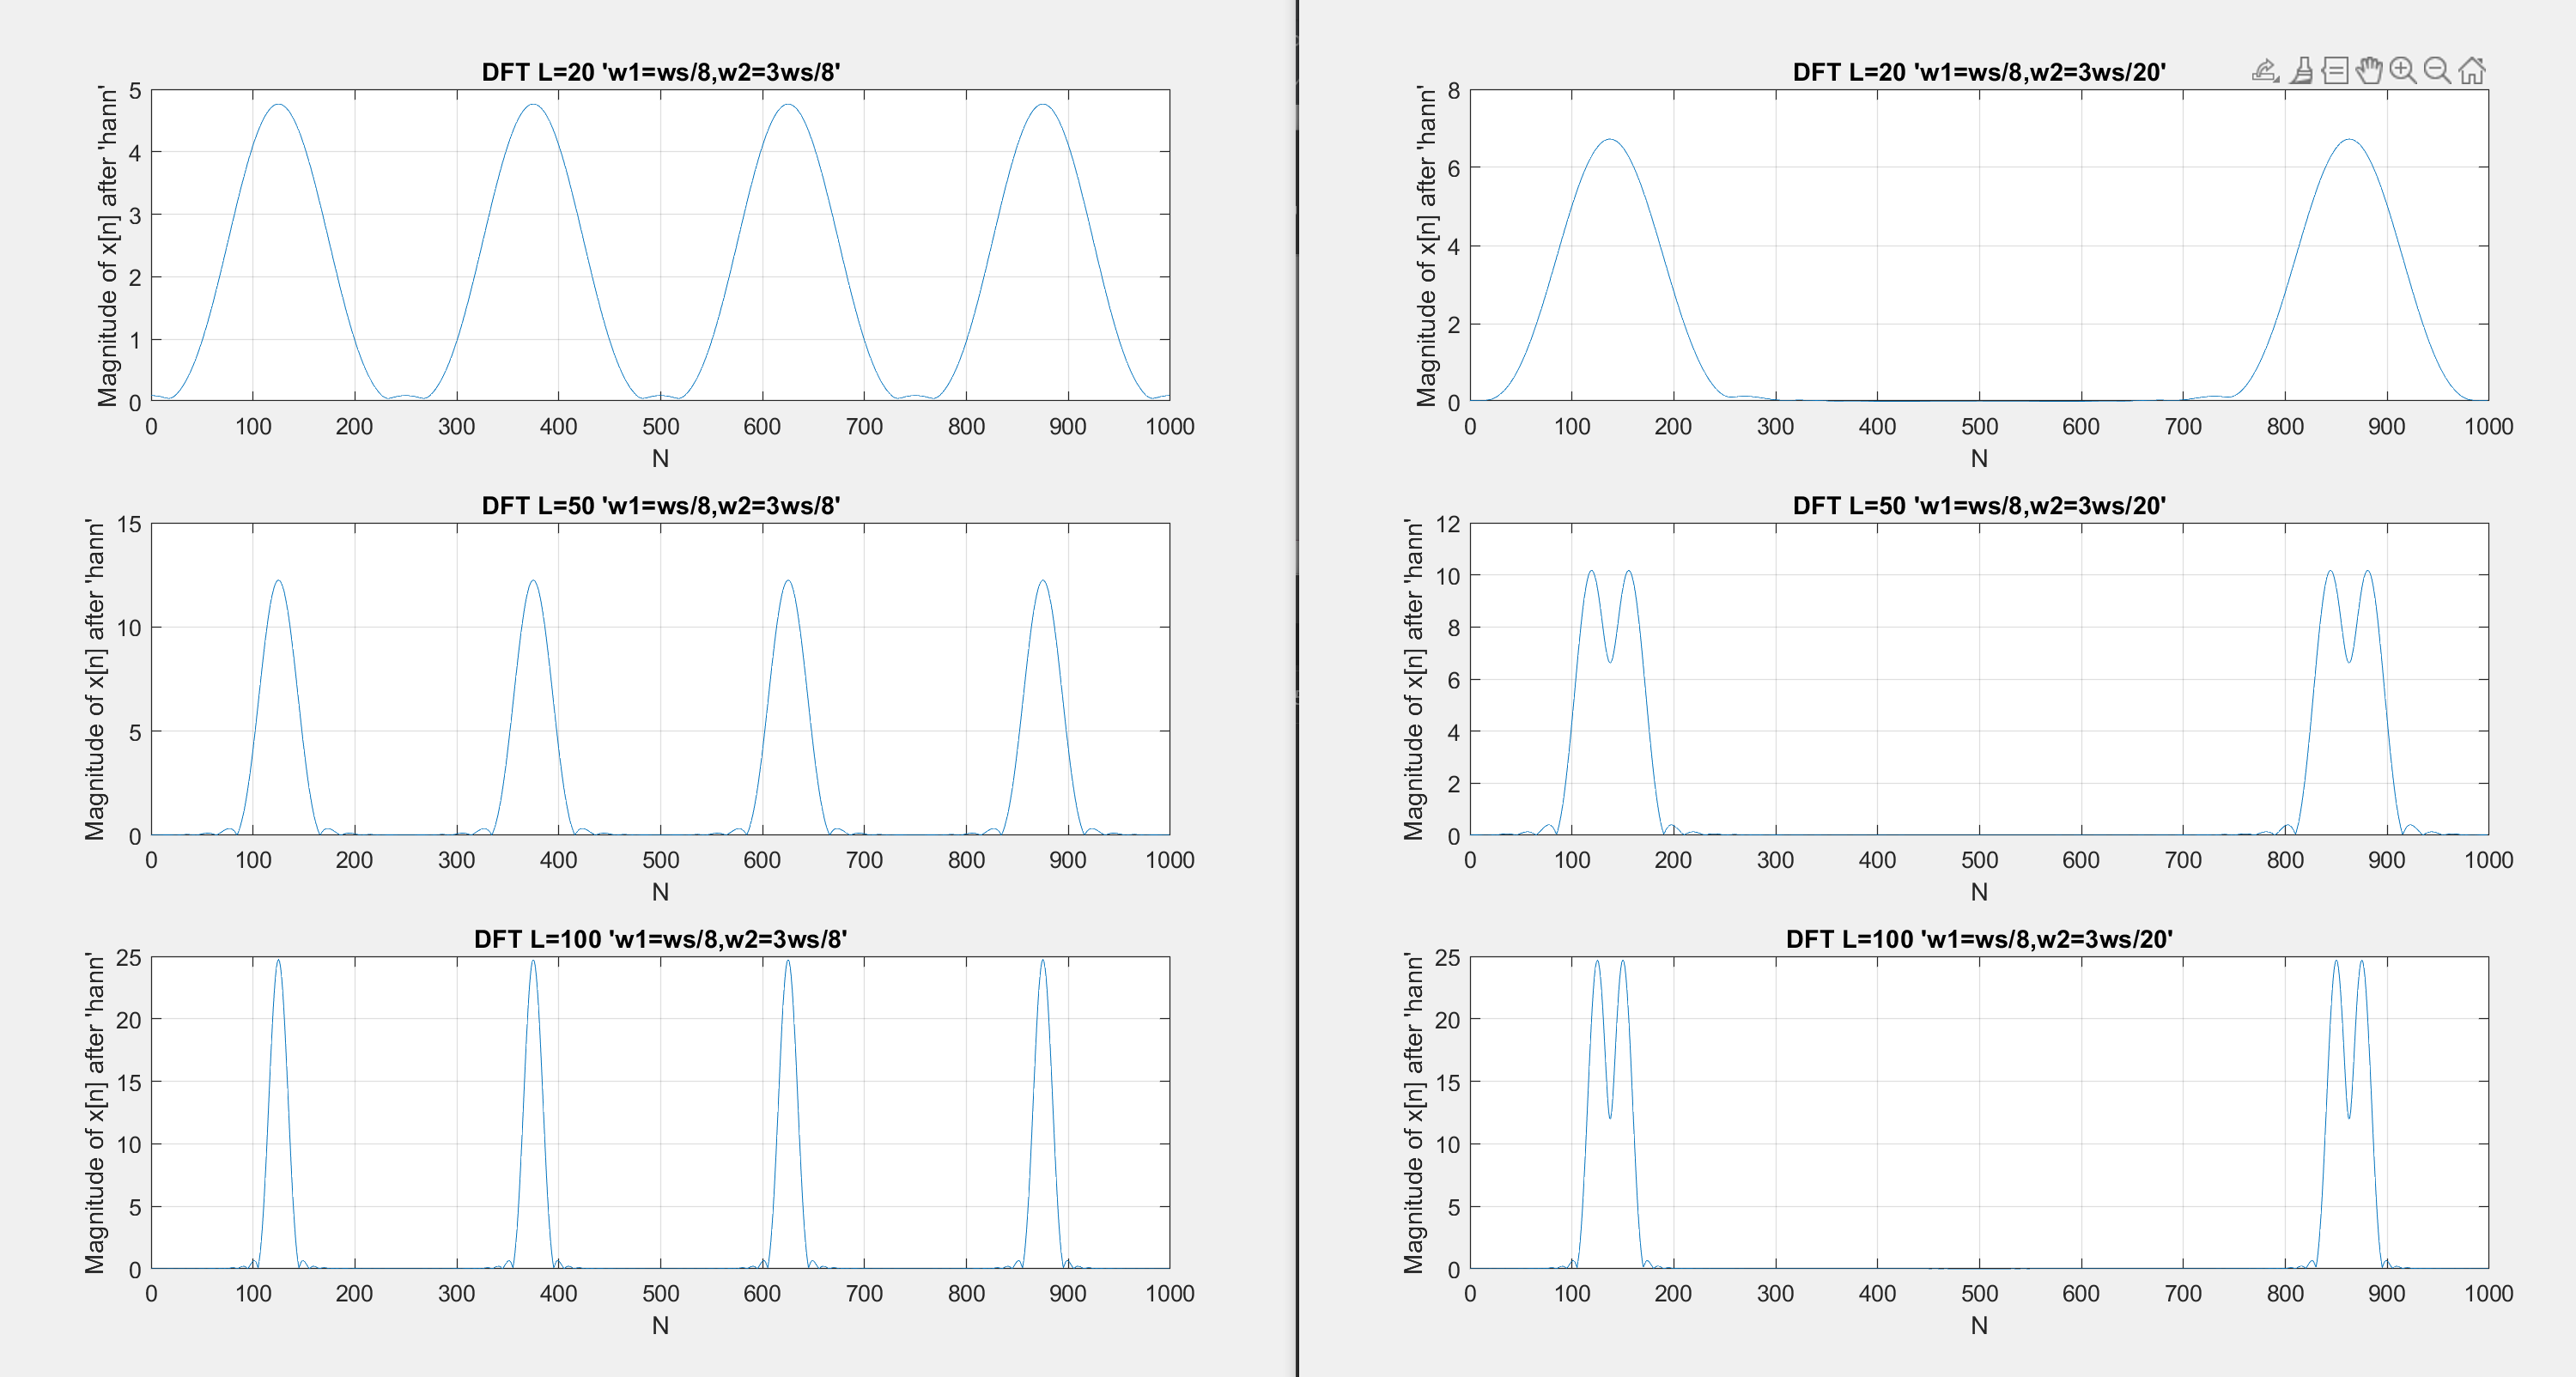 DFT L=20 'w1=ws/8,w2=3ws/8'
Magnitude of x[n] after 'hann'
5
4
3
2
1
0
0 100 200 300 400 500 600 700 800 900 1000
N
DFT L=50 'w1=ws/8,w2=3ws/8'
Magnitude of x[n] after 'hann'
15
10
5
0
0 100 200 300 400 500 600 700 800 900 1000
N
DFT L=100 'w1=ws/8,w2=3ws/8'
Magnitude of x[n] after 'hann'
25
20
15
10
5
0
0 100 200 300 400 500 600 700 800 900 1000
N
DFT L=20 'w1=ws/8,w2=3ws/20'
Magnitude of x[n] after 'hann'
8
6
4
2
0
0 100 200 300 400 500 600 700 800 900 1000
N
DFT L=50 'w1=ws/8,w2=3ws/20'
Magnitude of x[n] after 'hann'
12
10
8
6
4
2
0
0 100 200 300 400 500 600 700 800 900 1000
N
DFT L=100 'w1=ws/8,w2=3ws/20'
Magnitude of x[n] after 'hann'
25
20
15
10
5
0
0 100 200 300 400 500 600 700 800 900 1000
N